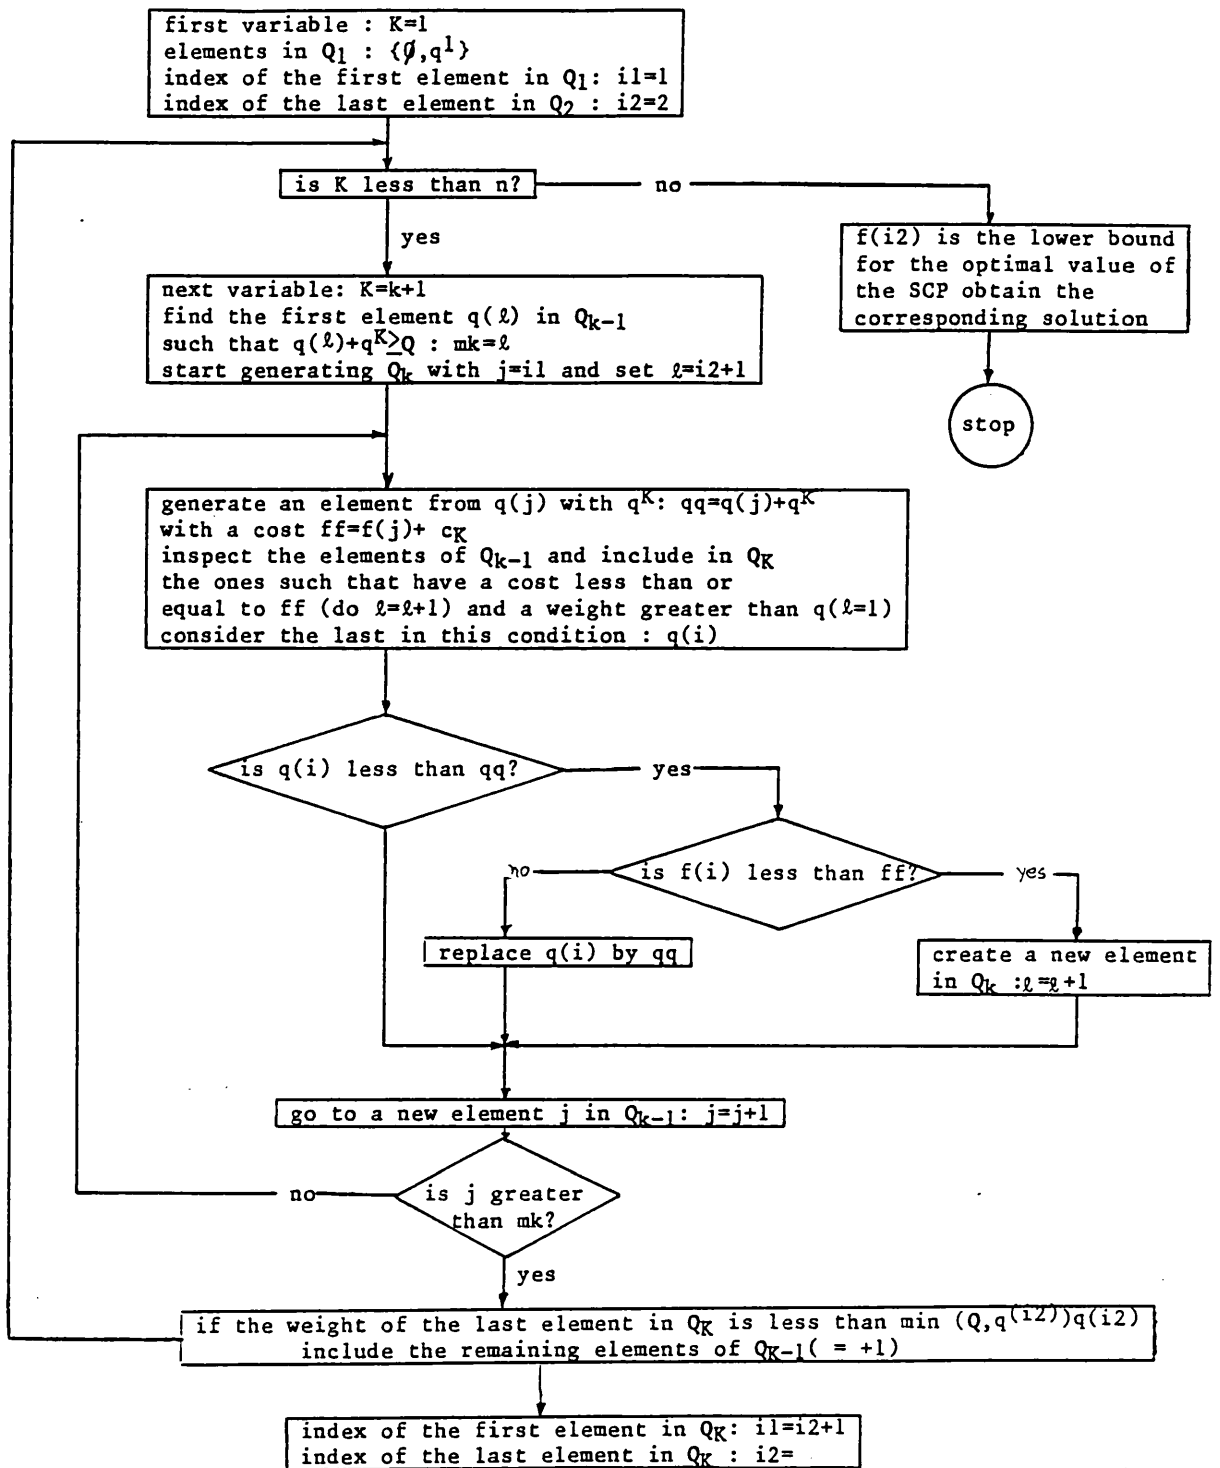 first variable : K=1
elements in Q1 : {∅,q¹}
index of the first element in Q1: i1=1
index of the last element in Q2 : i2=2
is K less than n?
no
yes
f(i2) is the lower bound
for the optimal value of
the SCP obtain the
corresponding solution
stop
next variable: K=k+1
find the first element q(ℓ) in Qk-1
such that q(ℓ)+q^K≥Q : mk=ℓ
start generating Qk with j=i1 and set ℓ=i2+1
generate an element from q(j) with q^K: qq=q(j)+q^K
with a cost ff=f(j)+ cK
inspect the elements of Qk-1 and include in QK
the ones such that have a cost less than or
equal to ff (do ℓ=ℓ+1) and a weight greater than q(ℓ=1)
consider the last in this condition : q(i)
is q(i) less than qq?
yes
is f(i) less than ff?
no
yes
replace q(i) by qq
create a new element
in Qk :ℓ=ℓ+1
go to a new element j in Qk-1: j=j+1
is j greater
than mk?
no
yes
if the weight of the last element in QK is less than min (Q,q^(i2))q(i2)
include the remaining elements of QK-1( = +1)
index of the first element in QK: i1=i2+1
index of the last element in QK : i2=